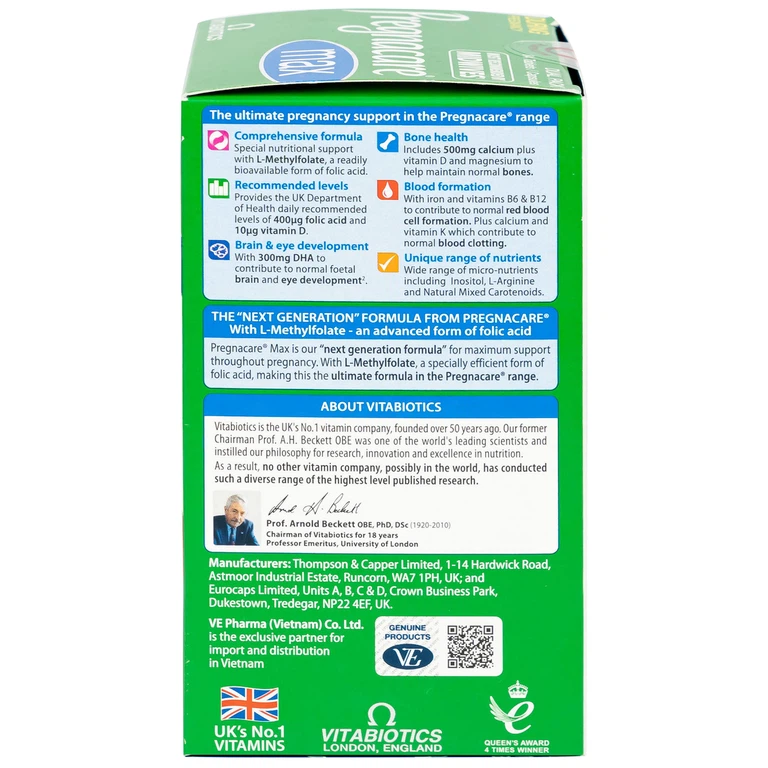 VITABIOTICS
Pregnacare®
max
The ultimate pregnancy support in the Pregnacare® range
Comprehensive formula
Special nutritional support
with L-Methylfolate, a readily
bioavailable form of folic acid.
Recommended levels
Provides the UK Department
of Health daily recommended
levels of 400µg folic acid and
10µg vitamin D.
Brain & eye development
With 300mg DHA to
contribute to normal foetal
brain and eye development².
Bone health
Includes 500mg calcium plus
vitamin D and magnesium to
help maintain normal bones.
Blood formation
With iron and vitamins B6 & B12
to contribute to normal red blood
cell formation. Plus calcium and
vitamin K which contribute to
normal blood clotting.
Unique range of nutrients
Wide range of micro-nutrients
including Inositol, L-Arginine
and Natural Mixed Carotenoids.
THE “NEXT GENERATION” FORMULA FROM PREGNACARE®
With L-Methylfolate - an advanced form of folic acid
Pregnacare® Max is our “next generation formula” for maximum support
throughout pregnancy. With L-Methylfolate, a specially efficient form of
folic acid, making this the ultimate formula in the Pregnacare® range.
ABOUT VITABIOTICS
Vitabiotics is the UK's No.1 vitamin company, founded over 50 years ago. Our former
Chairman Prof. A.H. Beckett OBE was one of the world's leading scientists and
instilled our philosophy for research, innovation and excellence in nutrition.
As a result, no other vitamin company, possibly in the world, has conducted
such a diverse range of the highest level published research.
Prof. Arnold Beckett OBE, PhD, DSc (1920-2010)
Chairman of Vitabiotics for 18 years
Professor Emeritus, University of London
Manufacturers: Thompson & Capper Limited, 1-14 Hardwick Road,
Astmoor Industrial Estate, Runcorn, WA7 1PH, UK; and
Eurocaps Limited, Units A, B, C & D, Crown Business Park,
Dukestown, Tredegar, NP22 4EF, UK.
VE Pharma (Vietnam) Co. Ltd.
is the exclusive partner for
import and distribution
in Vietnam
GENUINE
PRODUCTS
VE
UK's No.1
VITAMINS
VITABIOTICS
LONDON, ENGLAND
QUEEN'S AWARD
4 TIMES WINNER